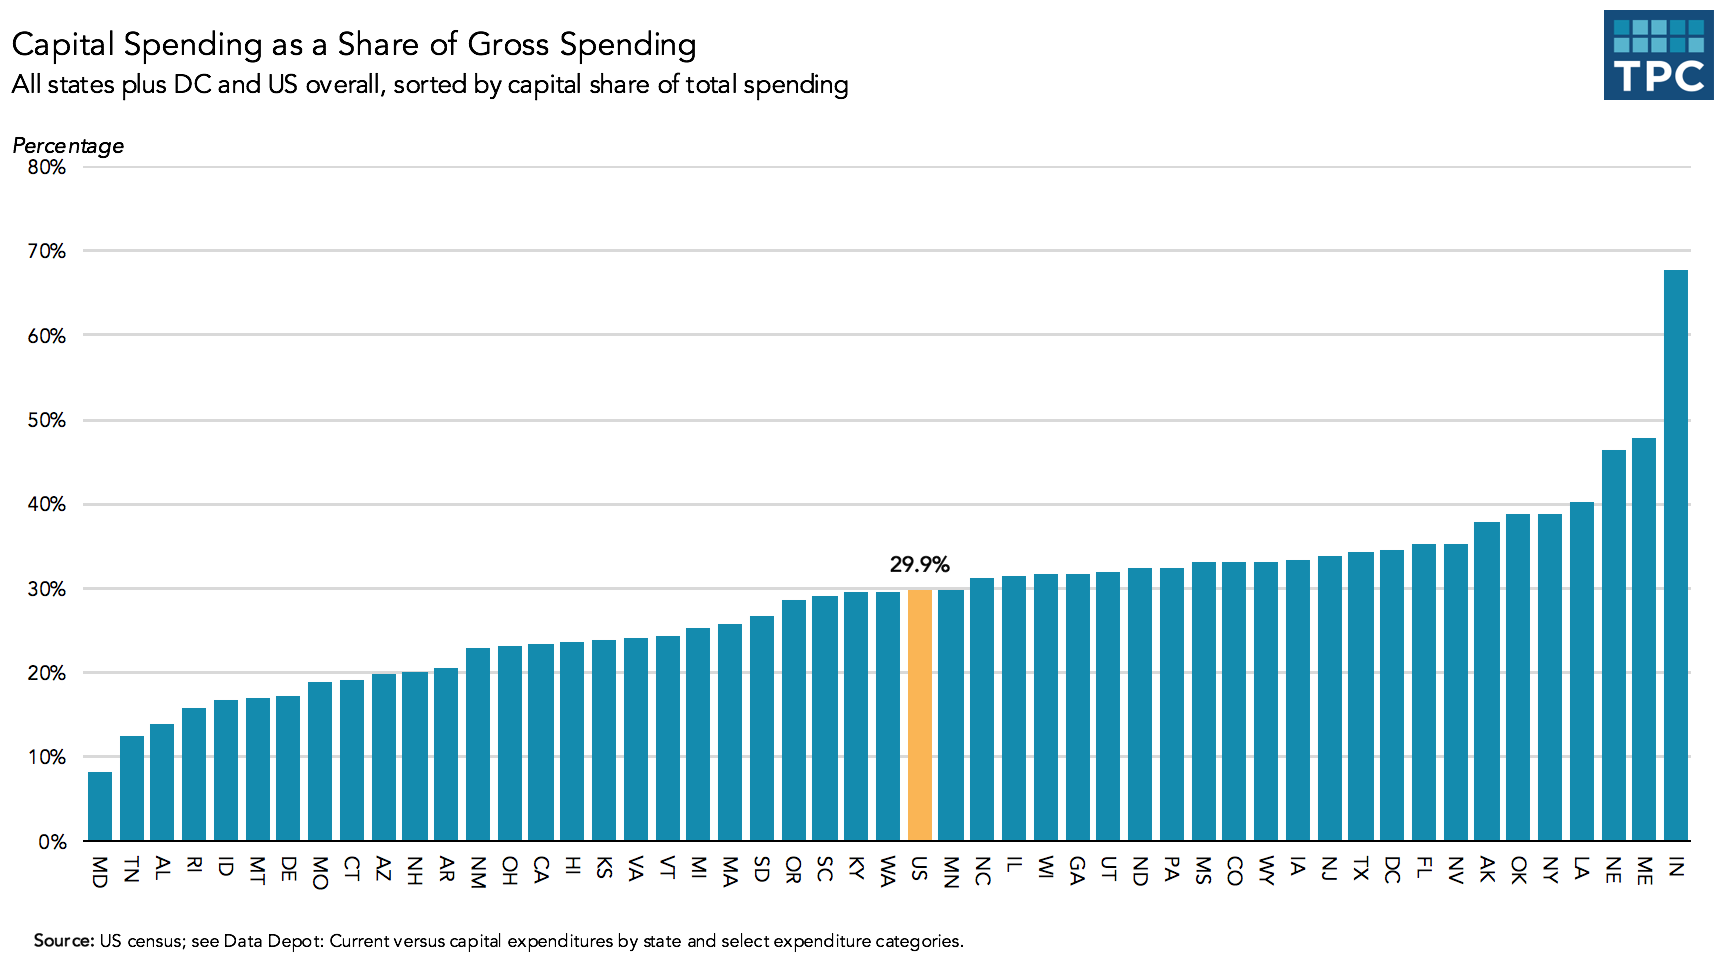 Capital Spending as a Share of Gross Spending
All states plus DC and US overall, sorted by capital share of total spending
TPC
Percentage
80%
70%
60%
50%
40%
30%
20%
10%
0%
29.9%
MD TN AL RI ID MT DE MO CT AZ NH AR NM OH CA HI KS VA VT MI MA SD OR SC KY WA US MN NC IL WI GA UT ND PA MS CO WY IA NJ TX DC FL NV AK OK NY LA NE ME IN
Source: US census; see Data Depot: Current versus capital expenditures by state and select expenditure categories.